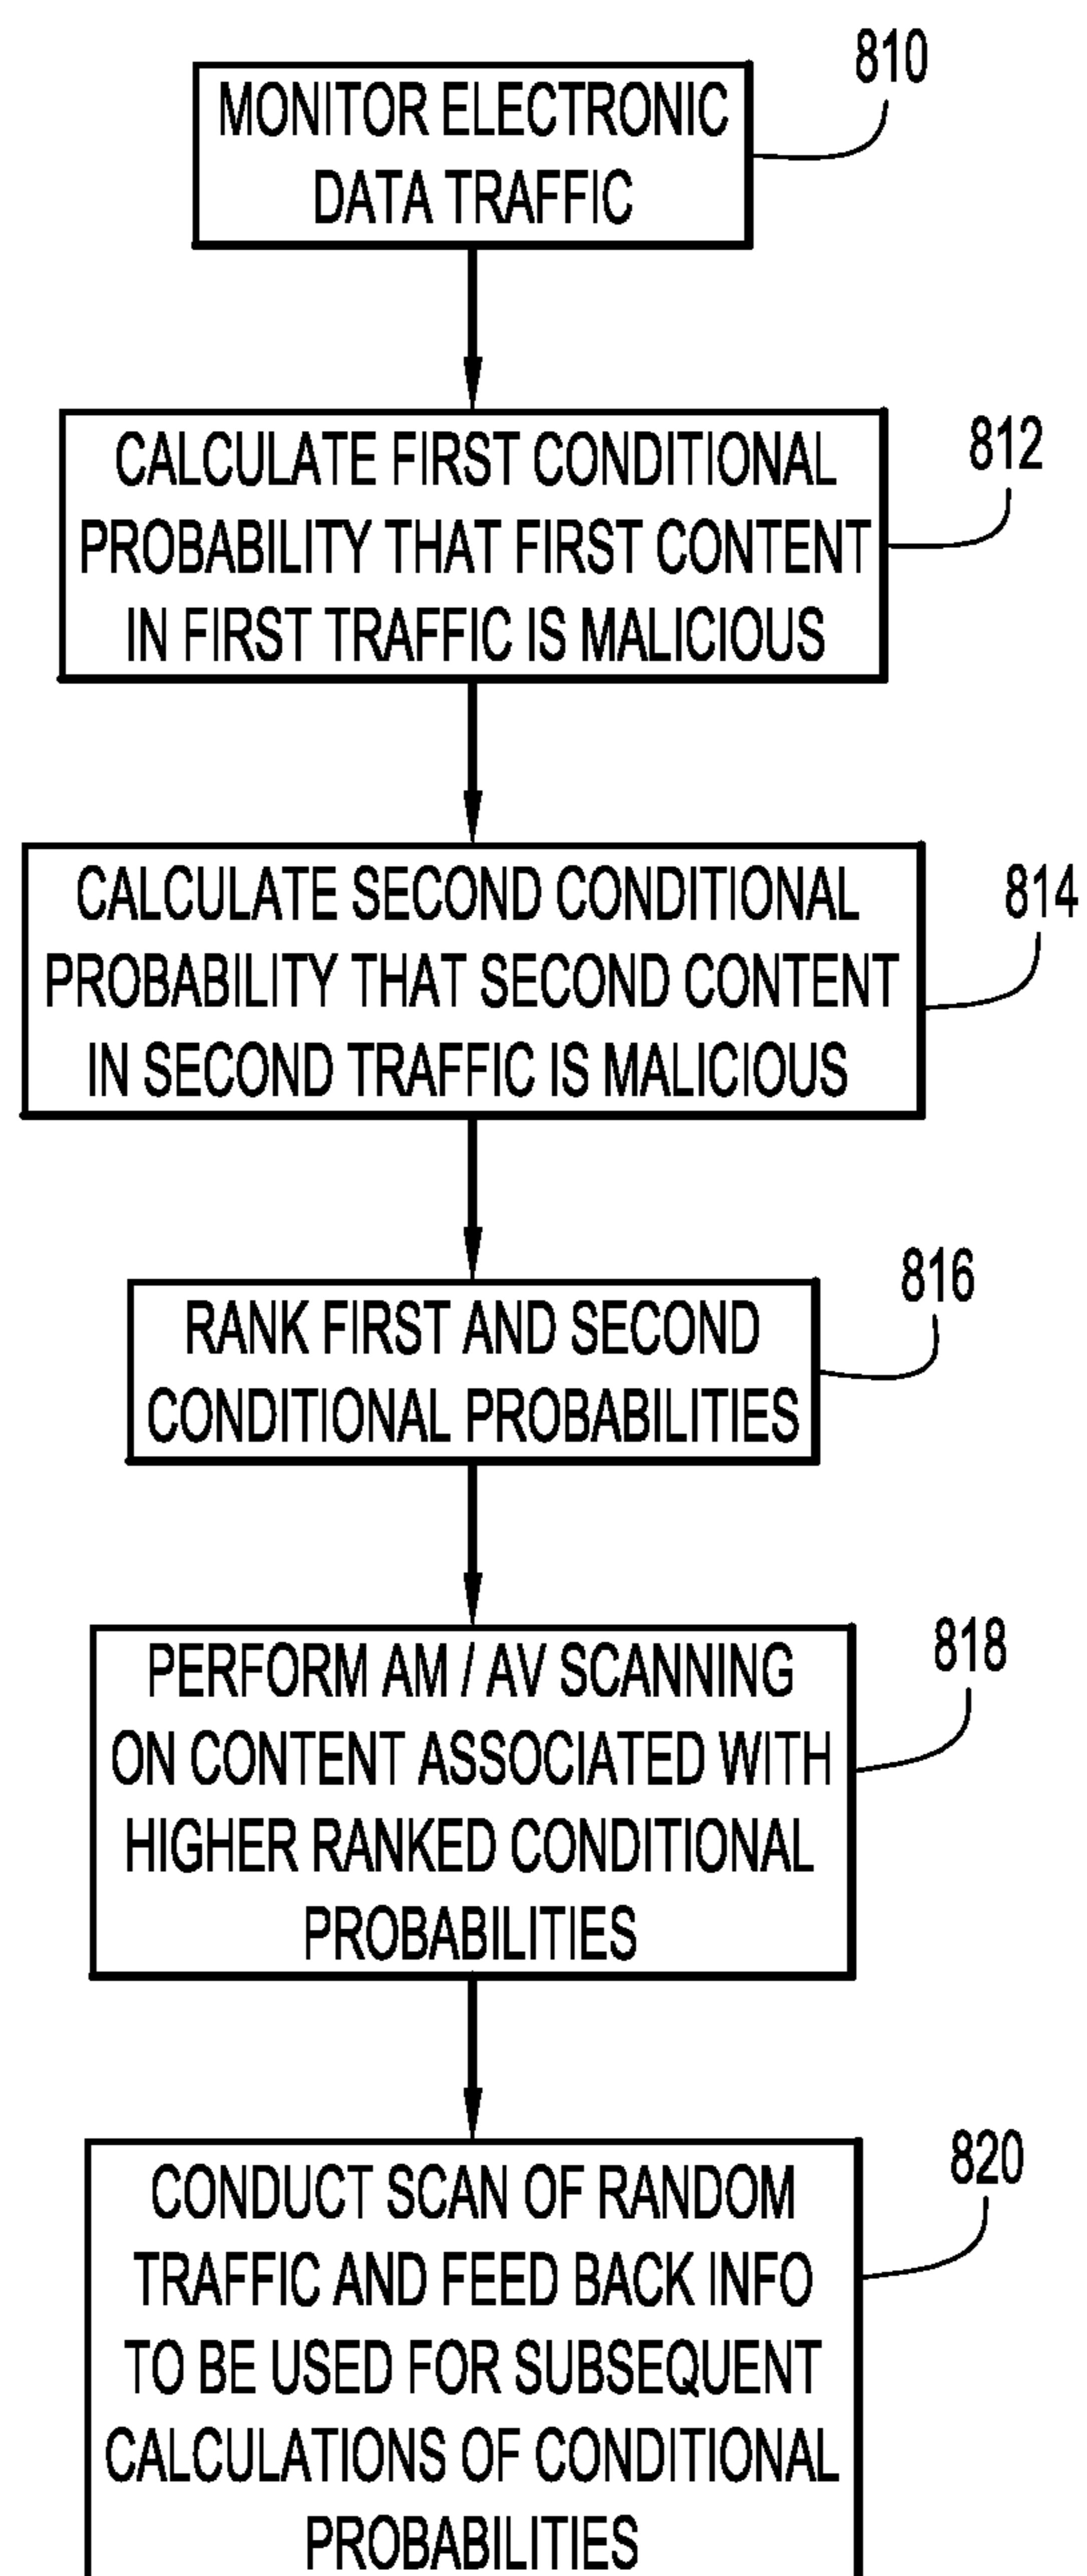 810
MONITOR ELECTRONIC
DATA TRAFFIC
812
CALCULATE FIRST CONDITIONAL
PROBABILITY THAT FIRST CONTENT
IN FIRST TRAFFIC IS MALICIOUS
814
CALCULATE SECOND CONDITIONAL
PROBABILITY THAT SECOND CONTENT
IN SECOND TRAFFIC IS MALICIOUS
816
RANK FIRST AND SECOND
CONDITIONAL PROBABILITIES
818
PERFORM AM / AV SCANNING
ON CONTENT ASSOCIATED WITH
HIGHER RANKED CONDITIONAL
PROBABILITIES
820
CONDUCT SCAN OF RANDOM
TRAFFIC AND FEED BACK INFO
TO BE USED FOR SUBSEQUENT
CALCULATIONS OF CONDITIONAL
PROBABILITIES